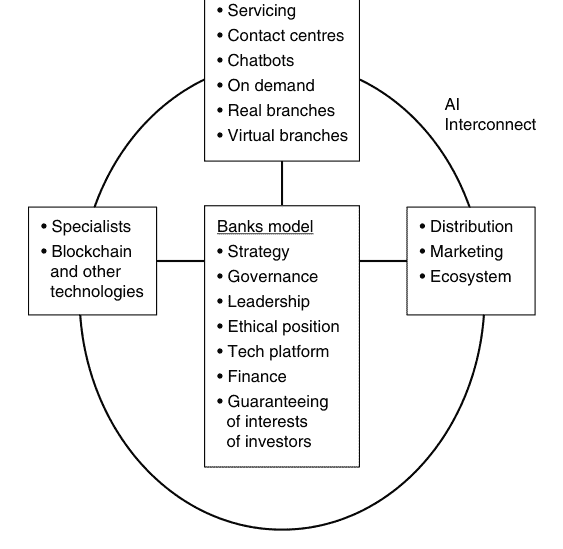 • Servicing
• Contact centres
• Chatbots
• On demand
• Real branches
• Virtual branches
AI
Interconnect
• Specialists
• Blockchain
and other
technologies
Banks model
• Strategy
• Governance
• Leadership
• Ethical position
• Tech platform
• Finance
• Guaranteeing
of interests
of investors
• Distribution
• Marketing
• Ecosystem